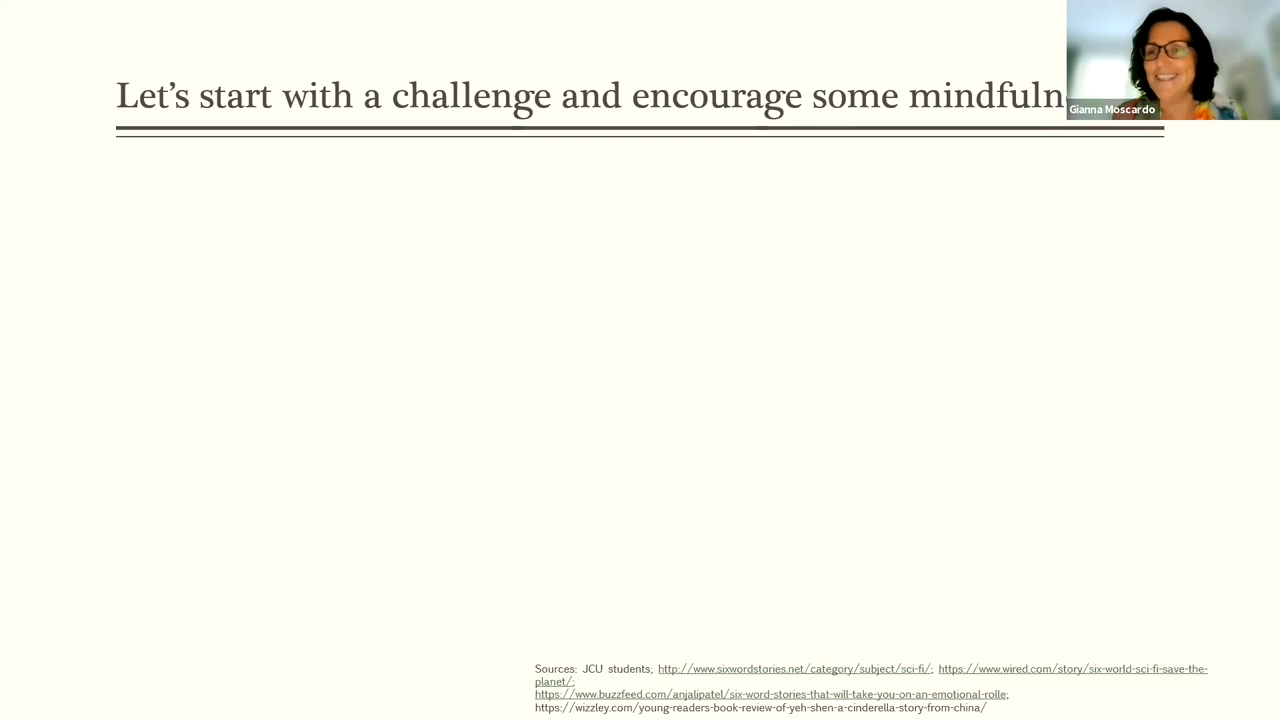 Let’s start with a challenge and encourage some mindfuln
Gianna Moscardo
Sources: JCU students; http://www.sixwordstories.net/category/subject/sci-fi/; https://www.wired.com/story/six-world-sci-fi-save-the-
planet/;
https://www.buzzfeed.com/anjalipatel/six-word-stories-that-will-take-you-on-an-emotional-rolle;
https://wizzley.com/young-readers-book-review-of-yeh-shen-a-cinderella-story-from-china/